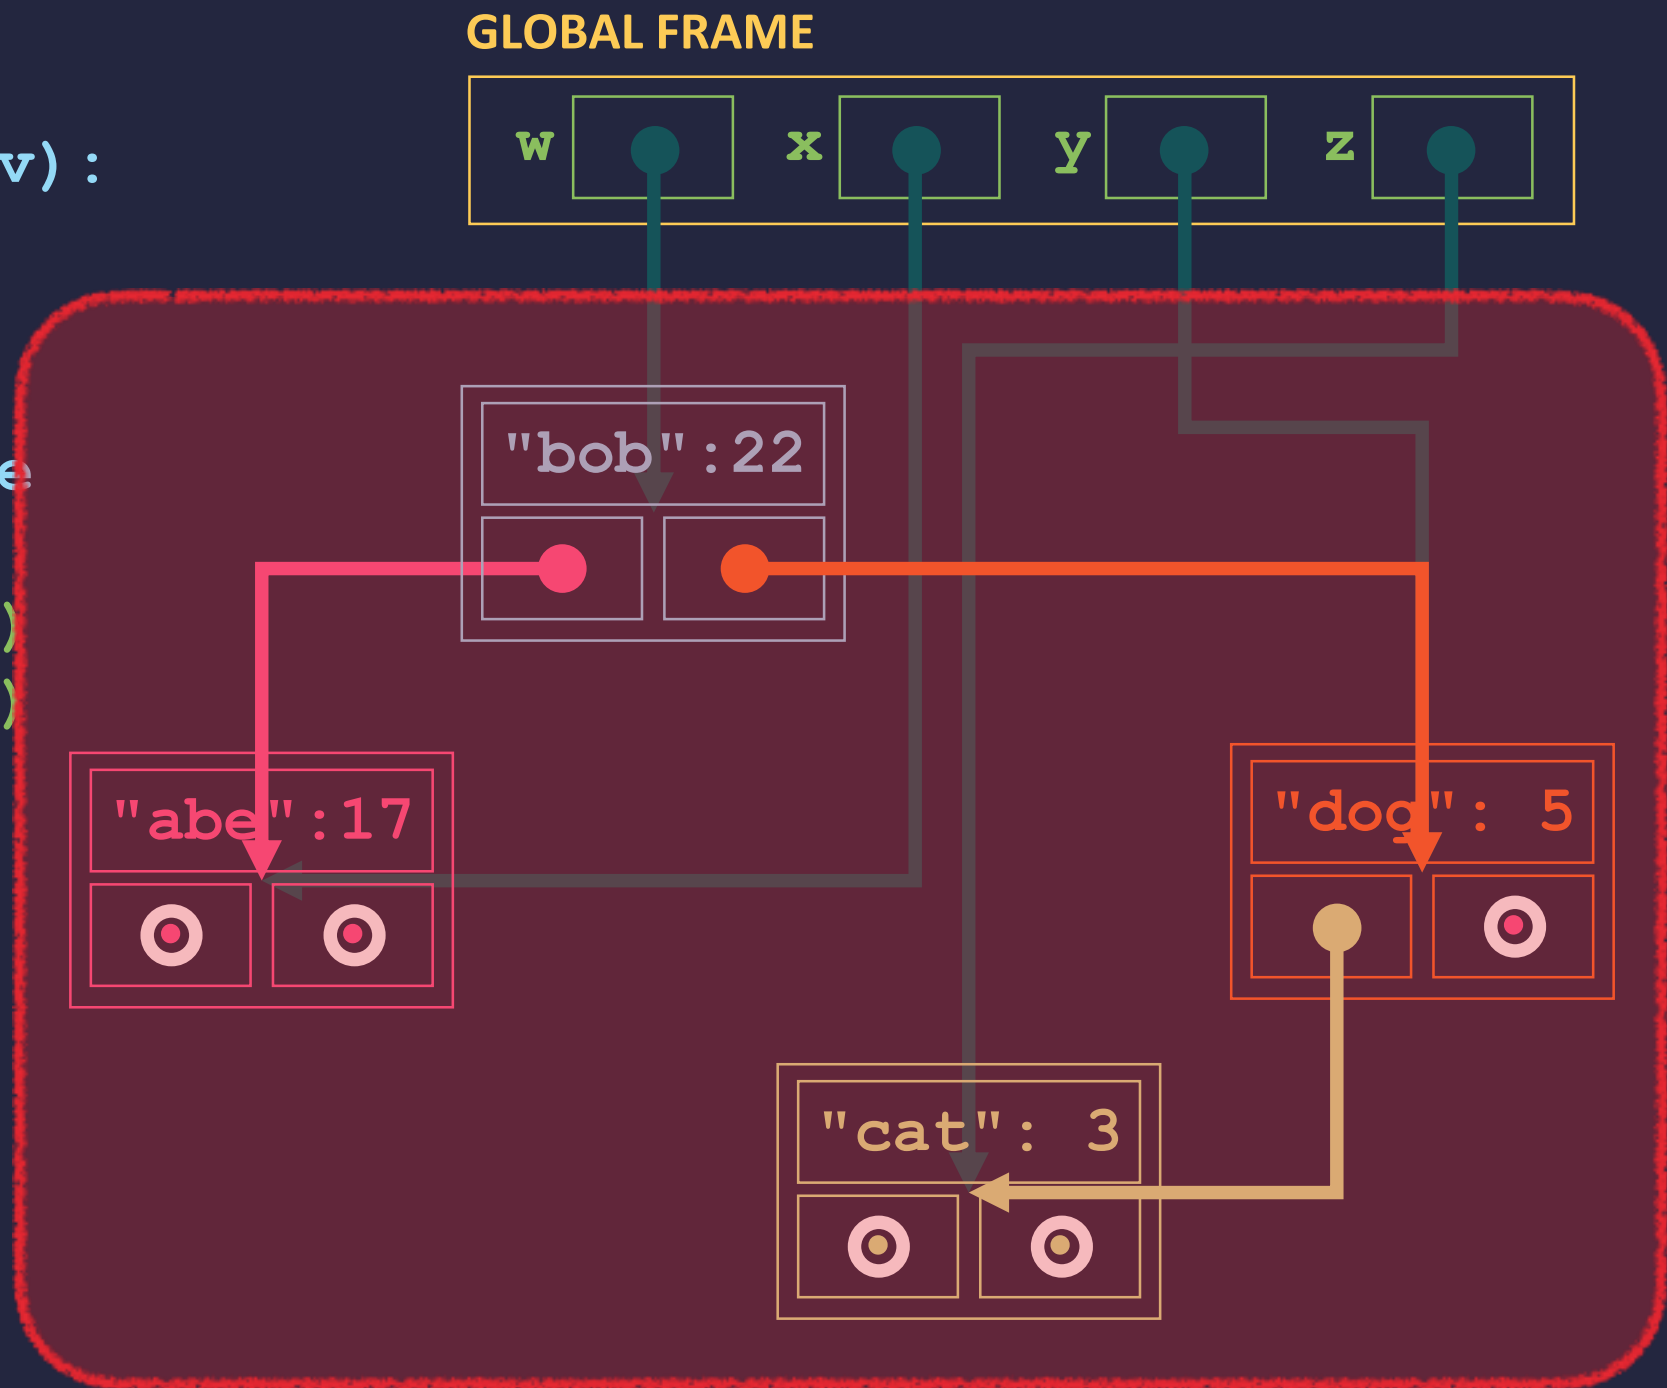 GLOBAL FRAME
w x y z
v):
"bob":22
e
)
)
"abe":17
"dog": 5
"cat": 3